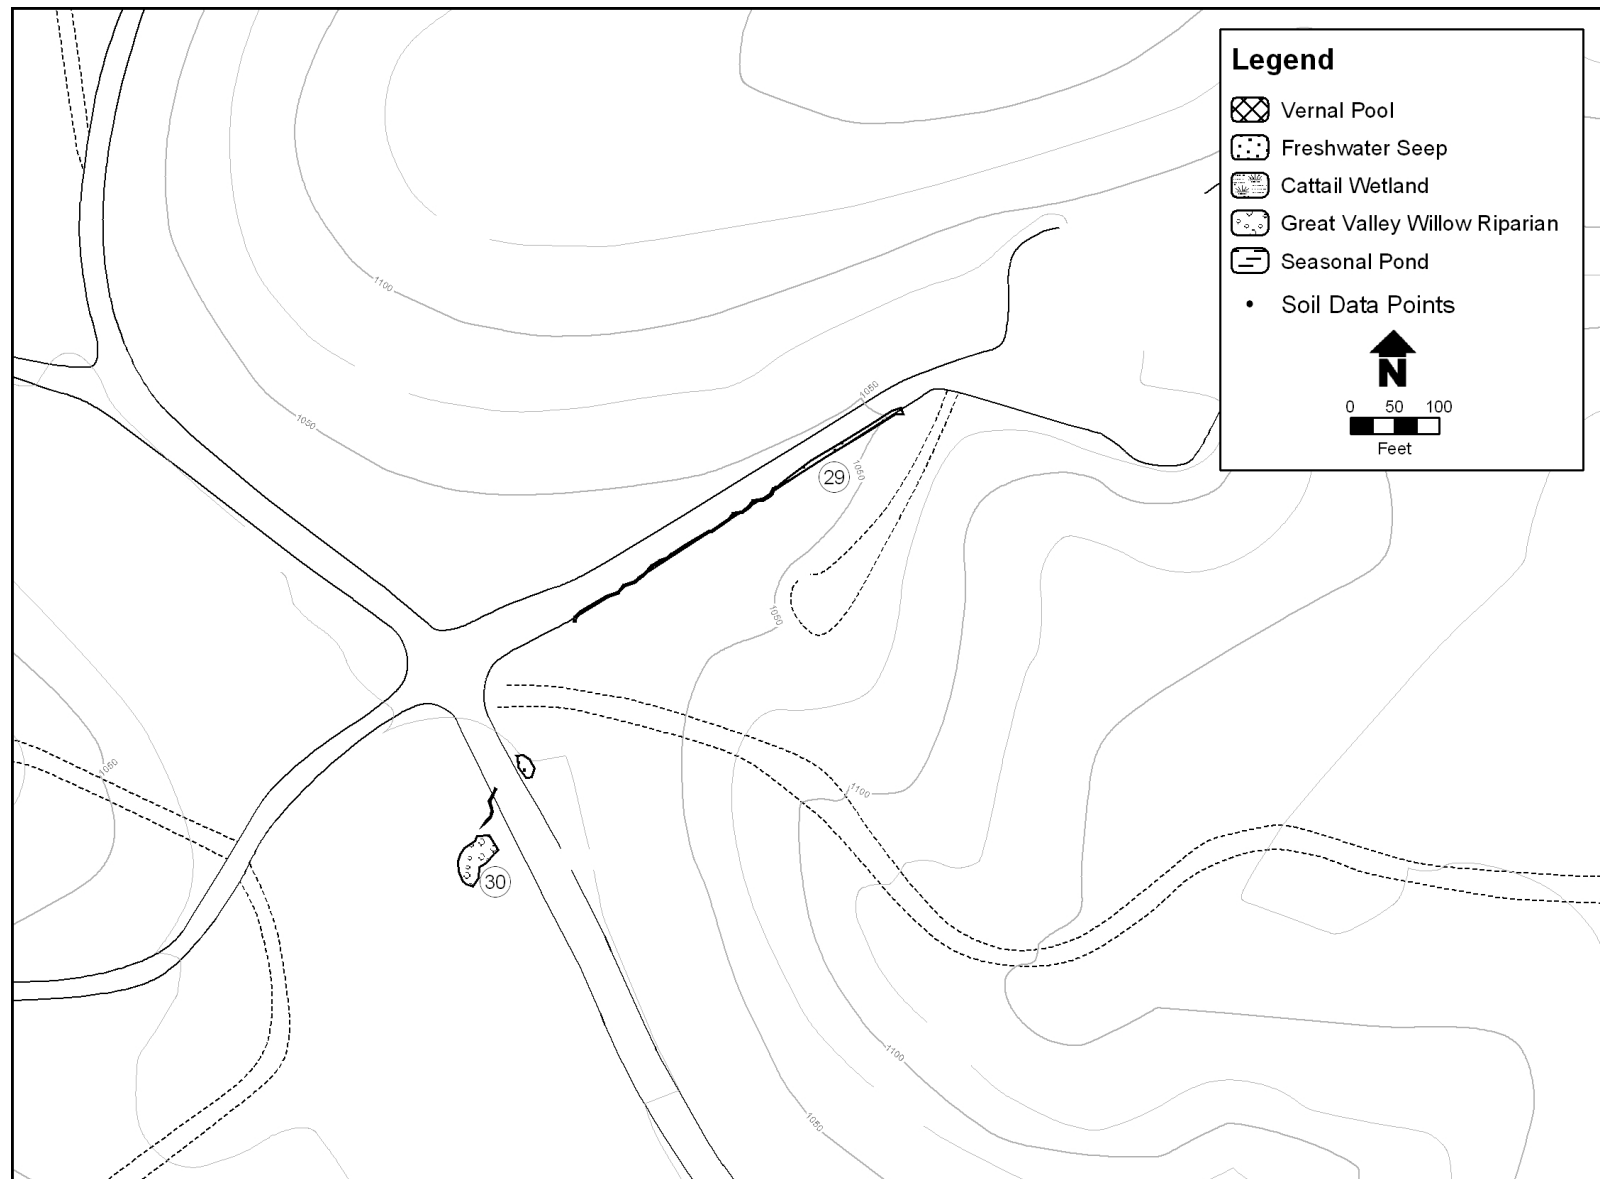 Legend
Vernal Pool
Freshwater Seep
Cattail Wetland
Great Valley Willow Riparian
Seasonal Pond
Soil Data Points
N
0 50 100
Feet
1100
1050
1050
1050
29
1050
1050
1100
30
1100
1050